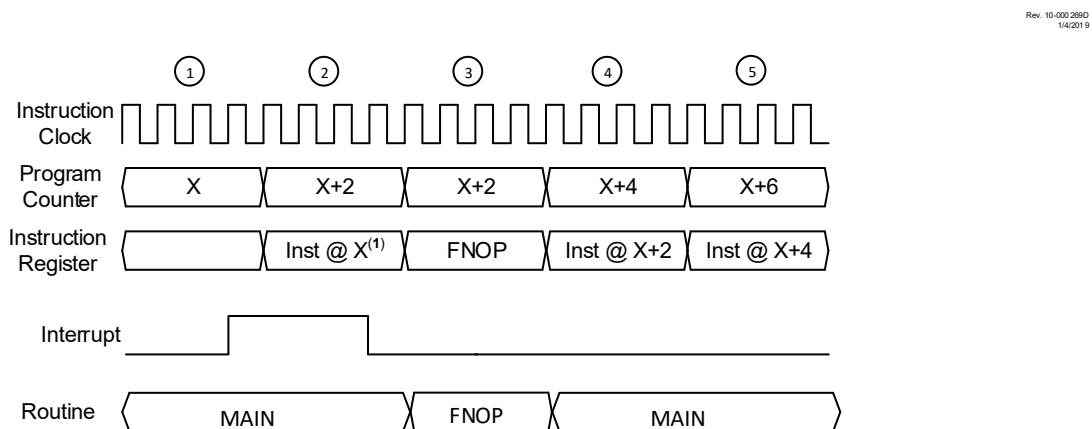 Rev. 10-000 269D
1/4/201 9
1 2 3 4 5
Instruction
Clock
Program
Counter
X X+2 X+2 X+4 X+6
Instruction
Register
Inst @ X(1) FNOP Inst @ X+2 Inst @ X+4
Interrupt
Routine MAIN FNOP MAIN